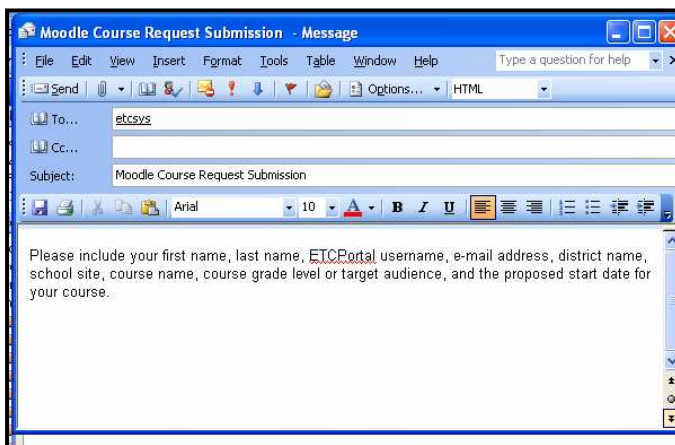 Moodle Course Request Submission - Message
File Edit View Insert Format Tools Table Window Help Type a question for help
Send Options... HTML
To... etcsys
Cc...
Subject: Moodle Course Request Submission
Arial 10 A B I U
Please include your first name, last name, ETCPortal username, e-mail address, district name,
school site, course name, course grade level or target audience, and the proposed start date for
your course.